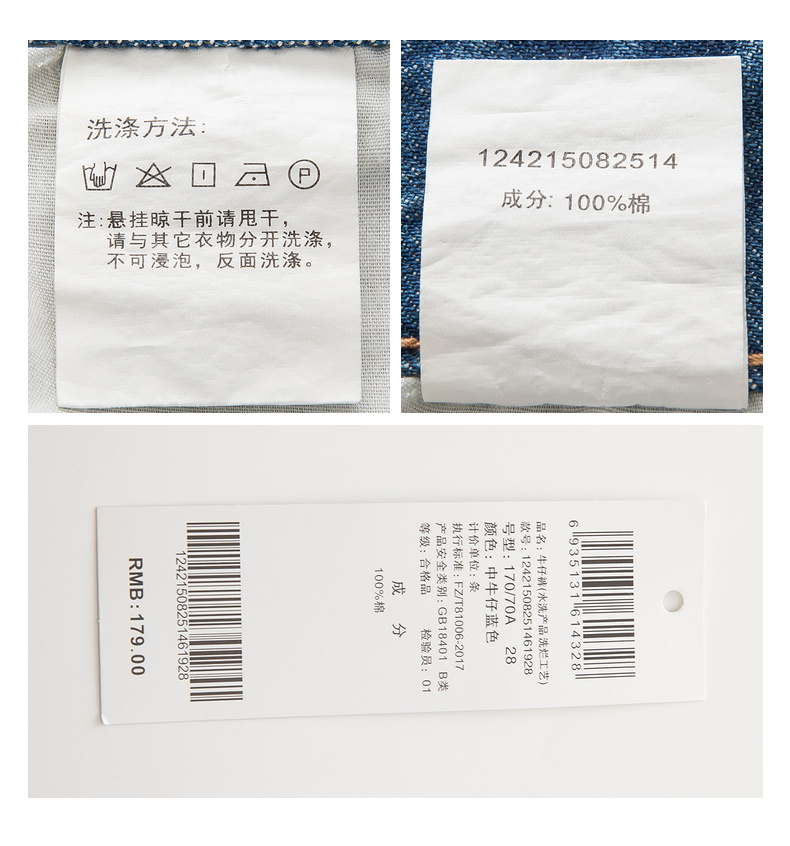 洗涤方法:
P
注:悬挂晾干前请甩干，
请与其它衣物分开洗涤，
不可浸泡，反面洗涤。
124215082514
成分: 100%棉
6 935131 614328
品名: 牛仔裤(水洗产品 洗烂工艺)
款号: 12421508251461928
号型: 170/70A 28
颜色: 中牛仔蓝色
计价单位: 条
执行标准: FZ/T81006-2017
产品安全类别: GB18401 B类
等级: 合格品 检验员: 01
成 分
100%棉
12421508251461928
RMB:179.00